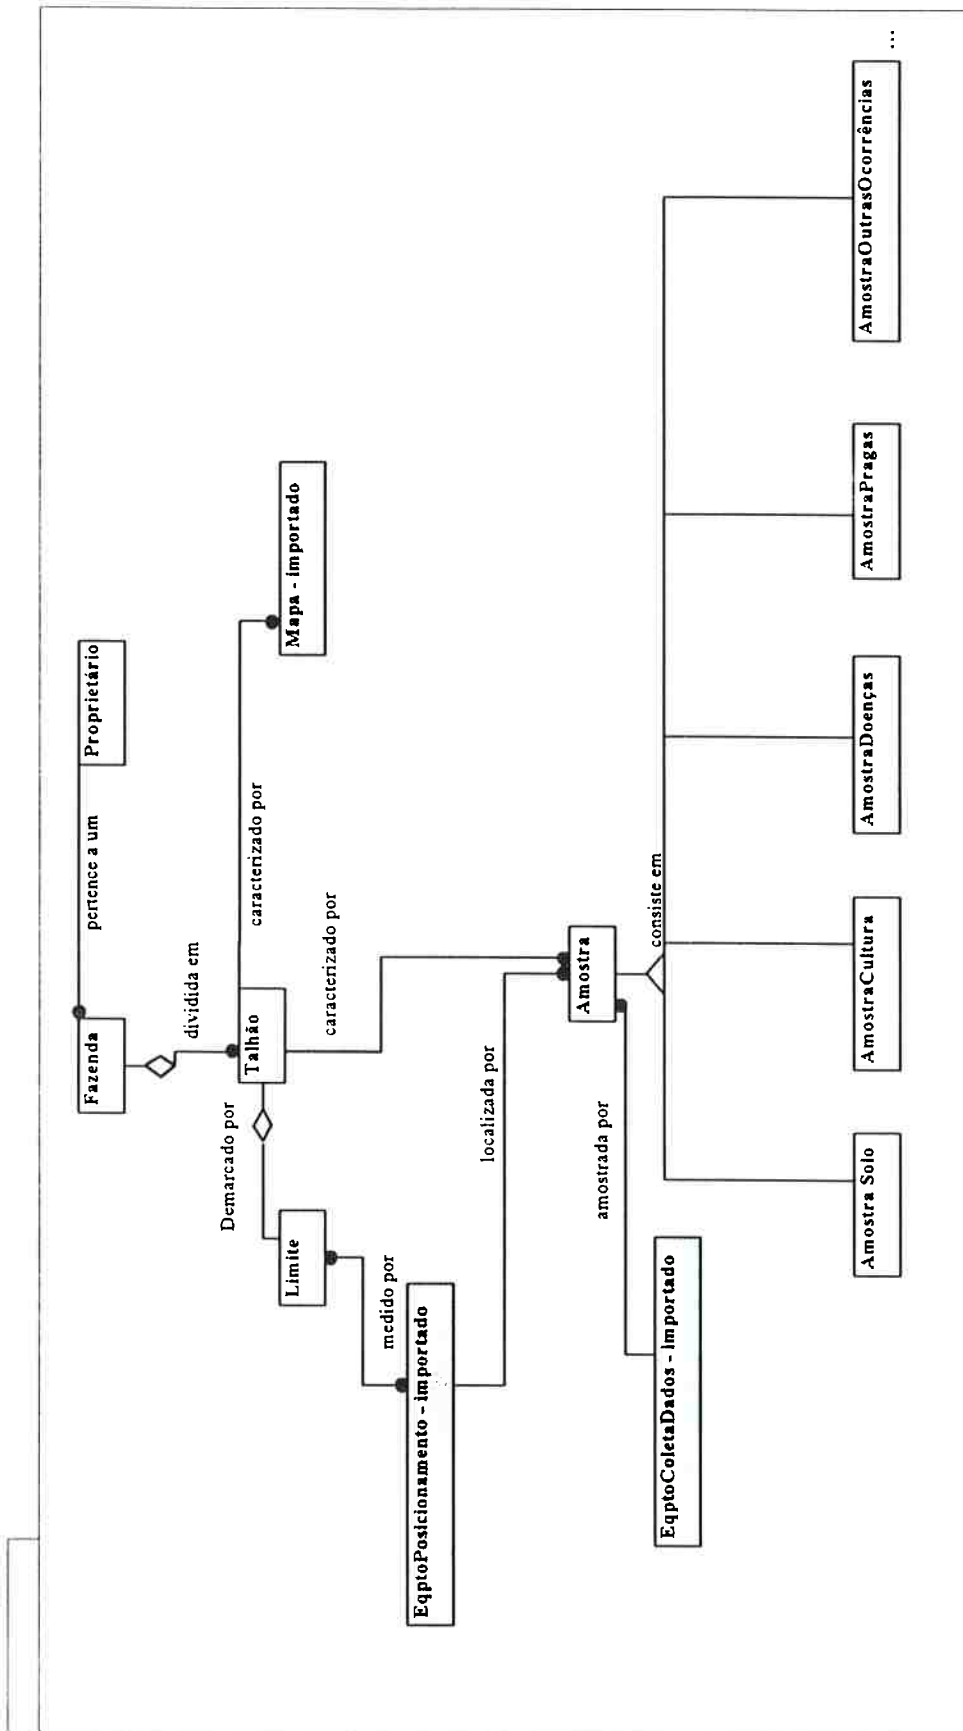 Fazenda
pertence a um
Proprietário
dividida em
Demarcado por
Talhão
caracterizado por
Mapa - importado
Limite
caracterizado por
medido por
EqptoPosicionamento - importado
localizada por
Amostra
amostrada por
consiste em
EqptoColetaDados - importado
Amostra Solo
AmostraCultura
AmostraDoenças
AmostraPragas
AmostraOutrasOcorrências
...